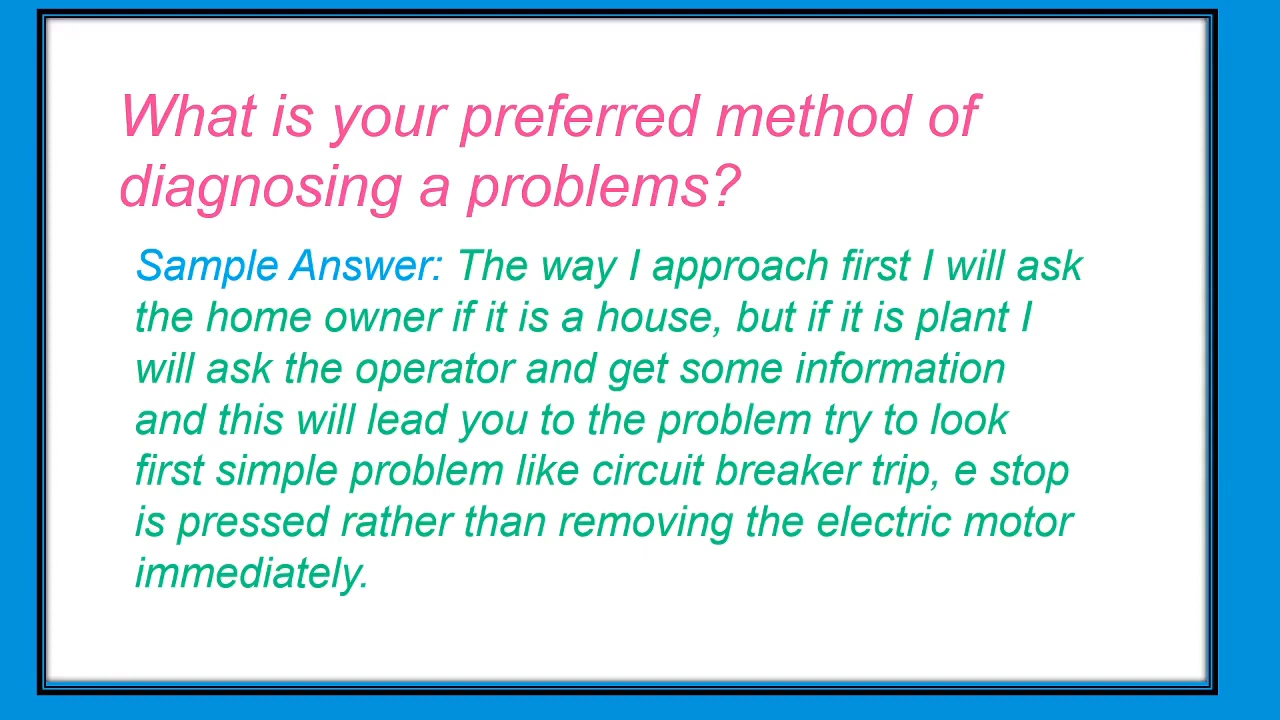 What is your preferred method of
diagnosing a problems?
Sample Answer: The way I approach first I will ask
the home owner if it is a house, but if it is plant I
will ask the operator and get some information
and this will lead you to the problem try to look
first simple problem like circuit breaker trip, e stop
is pressed rather than removing the electric motor
immediately.